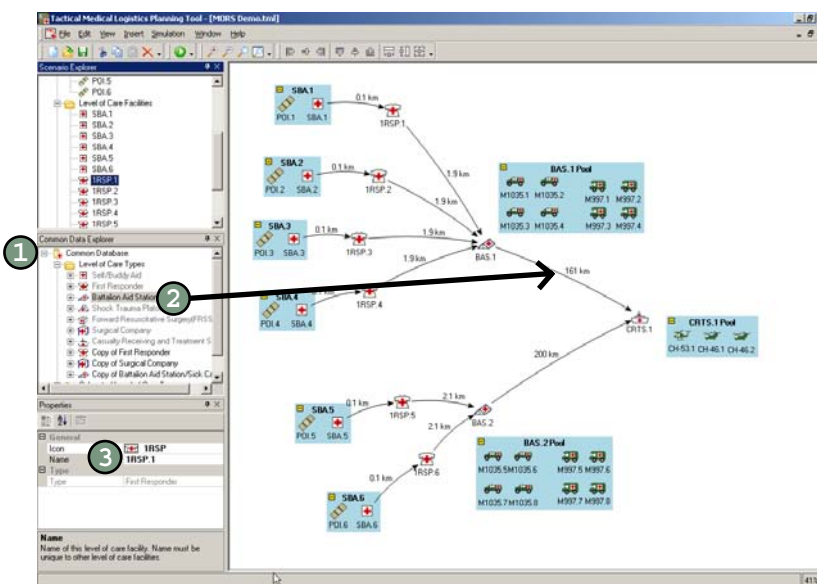 Tactical Medical Logistics Planning Tool - [MORS Demo.tml]
File Edit View Insert Simulation Window Help
Scenario Explorer
POI.5
POI.6
Level of Care Facilities
SBA.1
SBA.2
SBA.3
SBA.4
SBA.5
SBA.6
1RSP.1
1RSP.2
1RSP.3
1RSP.4
1RSP.5
Common Data Explorer
1
Common Database
Level of Care Types
Self/Buddy Aid
First Responder
Battalion Aid Station
2
Shock Trauma Plato
Forward Resuscitative Surgery(FRSS
Surgical Company
Casualty Receiving and Treatment S
Copy of First Responder
Copy of Surgical Company
Copy of Battalion Aid Station/Sick Ca
Properties
General
Icon 1RSP
3
Name 1RSP.1
Type
Type First Responder
Name
Name of this level of care facility. Name must be
unique to other level of care facilities.
SBA.1
POI.1 SBA.1
0.1 km
1RSP.1
1.9 km
SBA.2
POI.2 SBA.2
0.1 km
1RSP.2
1.9 km
SBA.3
POI.3 SBA.3
0.1 km
1RSP.3
1.9 km
SBA.4
POI.4 SBA.4
1RSP.4
1.9 km
BAS.1
BAS.1 Pool
M1035.1 M1035.2 M997.1 M997.2
M1035.3 M1035.4 M997.3 M997.4
161 km
CRTS.1
CRTS.1 Pool
CH-53.1 CH-46.1 CH-46.2
200 km
SBA.5
POI.5 SBA.5
0.1 km
1RSP.5
2.1 km
BAS.2
2.1 km
1RSP.6
0.1 km
SBA.6
POI.6 SBA.6
BAS.2 Pool
M1035.5 M1035.6 M997.5 M997.6
M1035.7 M1035.8 M997.7 M997.8